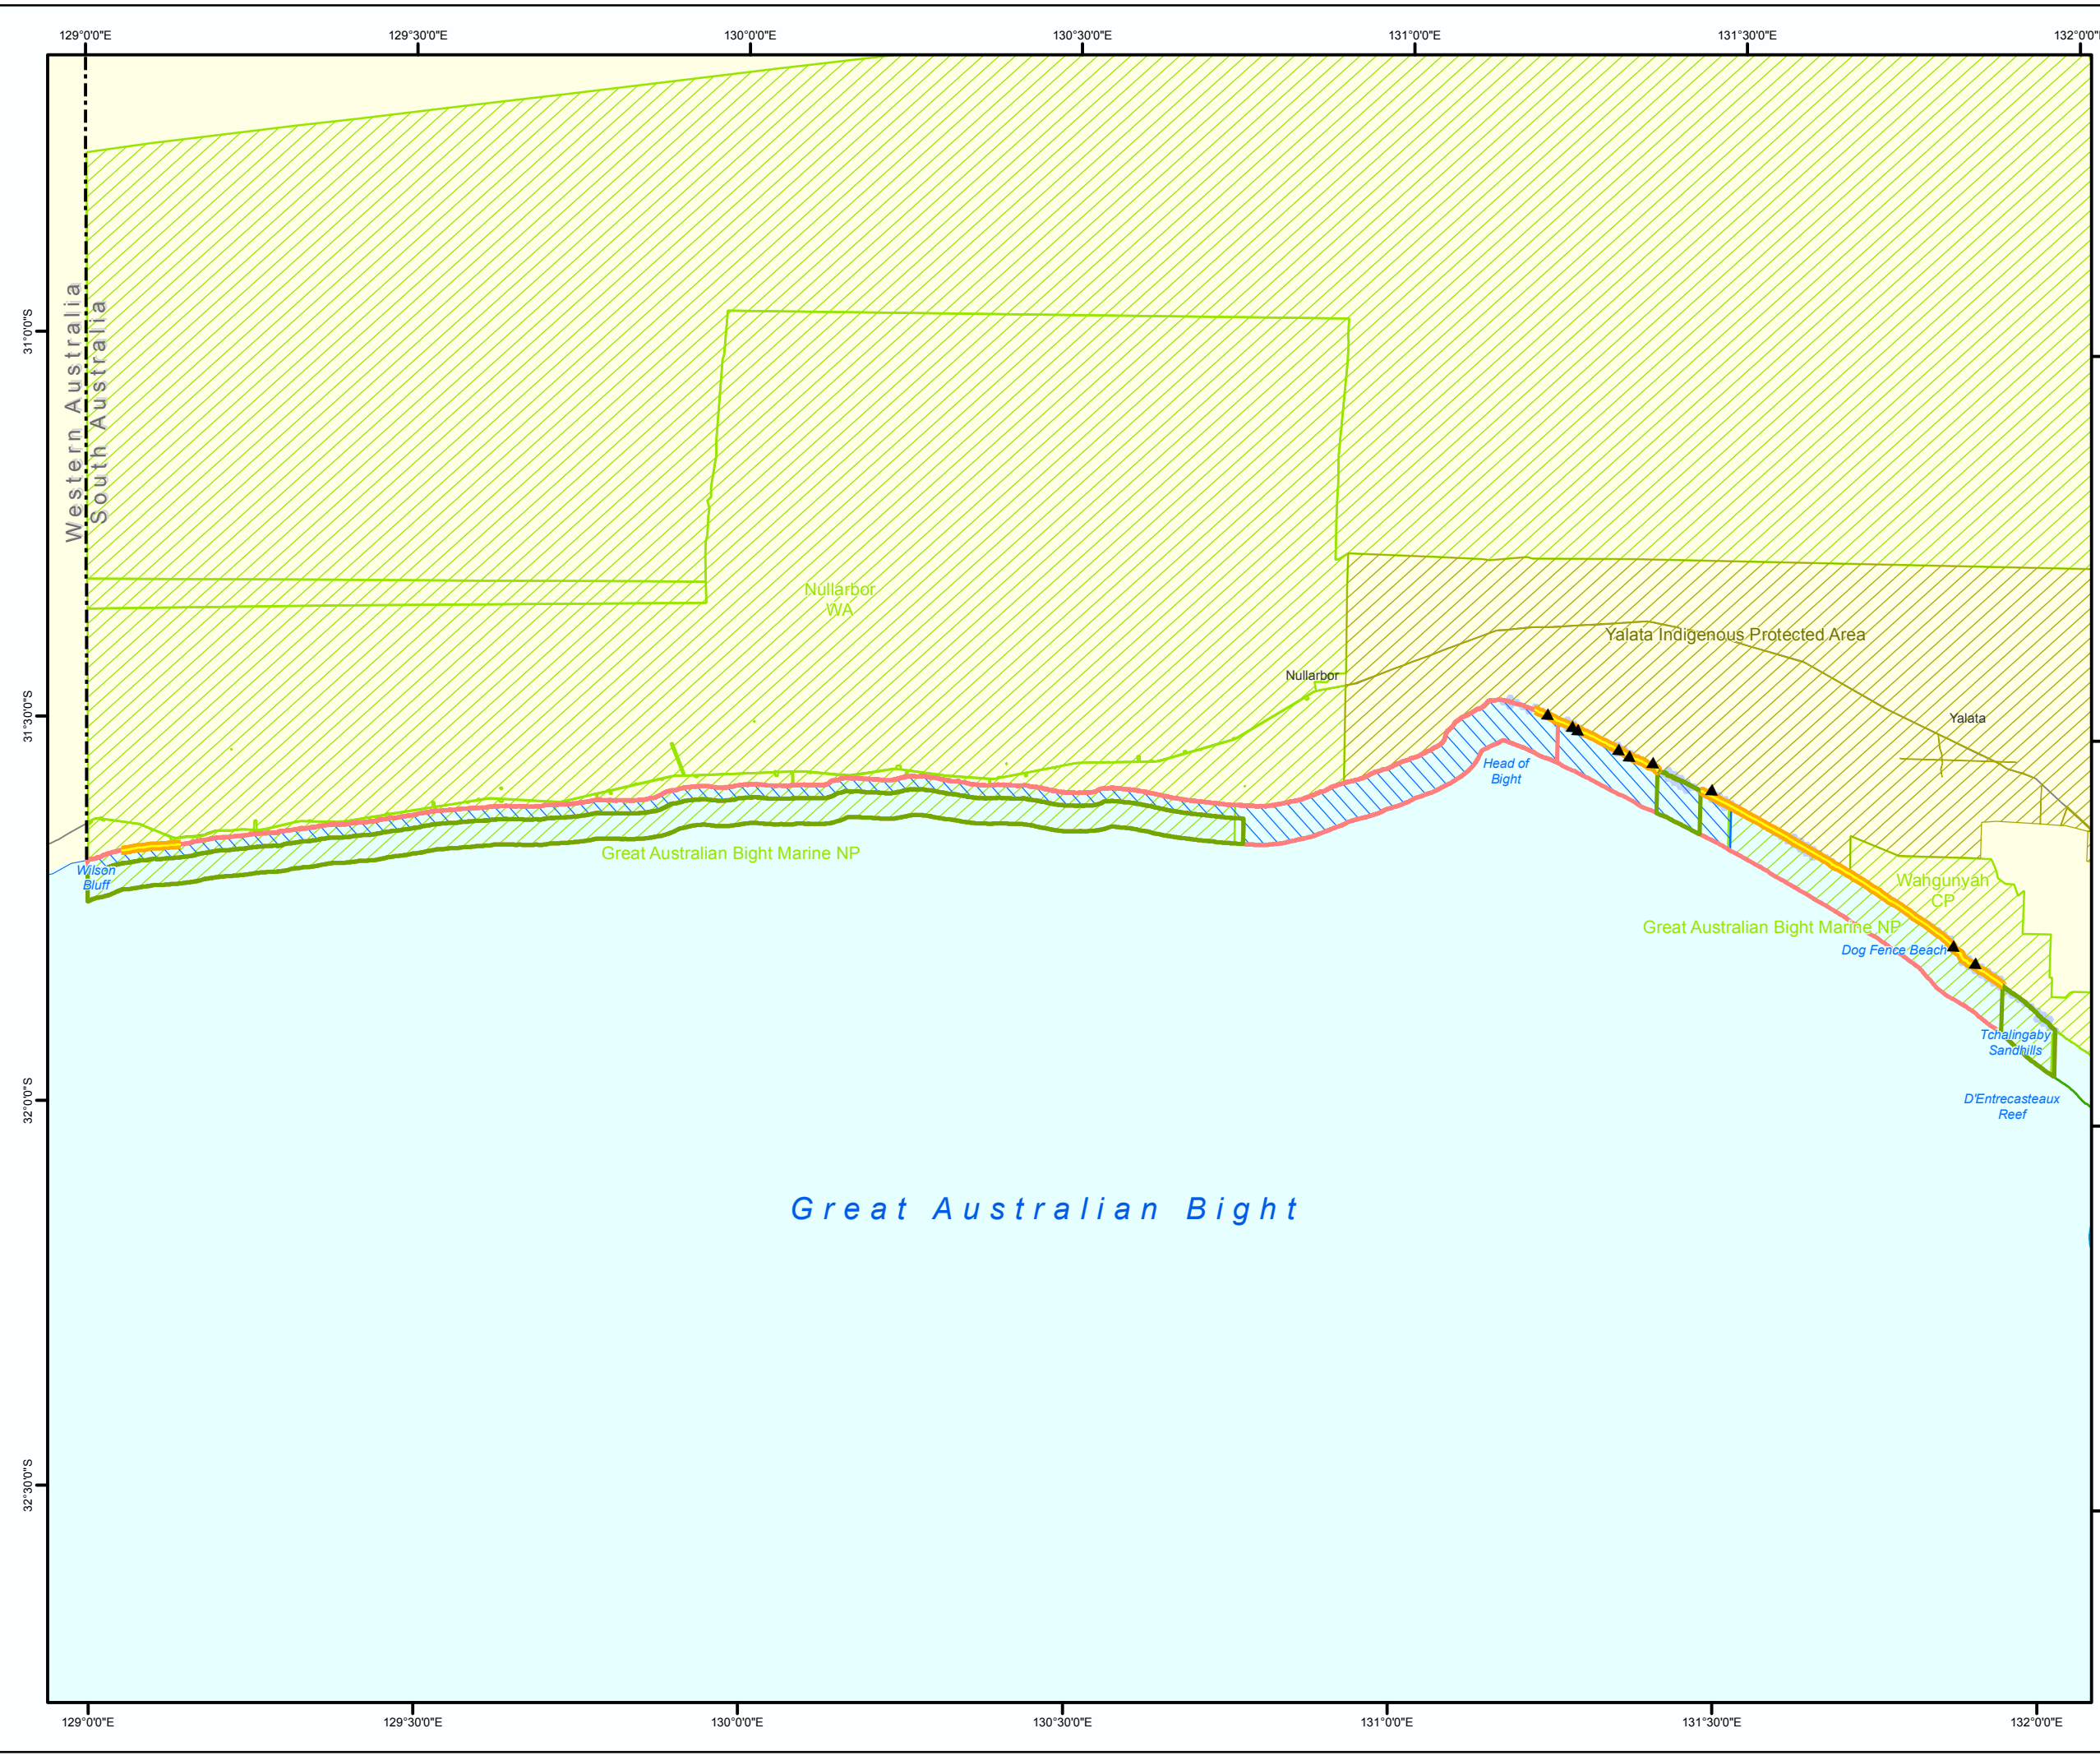 129°0'0"E
129°30'0"E
130°0'0"E
130°30'0"E
131°0'0"E
131°30'0"E
132°0'0"
31°0'0"S
Western Australia
South Australia
Nullarbor
WA
Yalata Indigenous Protected Area
Nullarbor
31°30'0"S
Yalata
Head of
Bight
Great Australian Bight Marine NP
Wilson
Bluff
Wahgunyah
CP
Great Australian Bight Marine NP
Dog Fence Beach
Tchalingaby
Sandhills
32°0'0"S
D'Entrecasteaux
Reef
Great Australian Bight
32°30'0"S
129°0'0"E
129°30'0"E
130°0'0"E
130°30'0"E
131°0'0"E
131°30'0"E
132°0'0"E